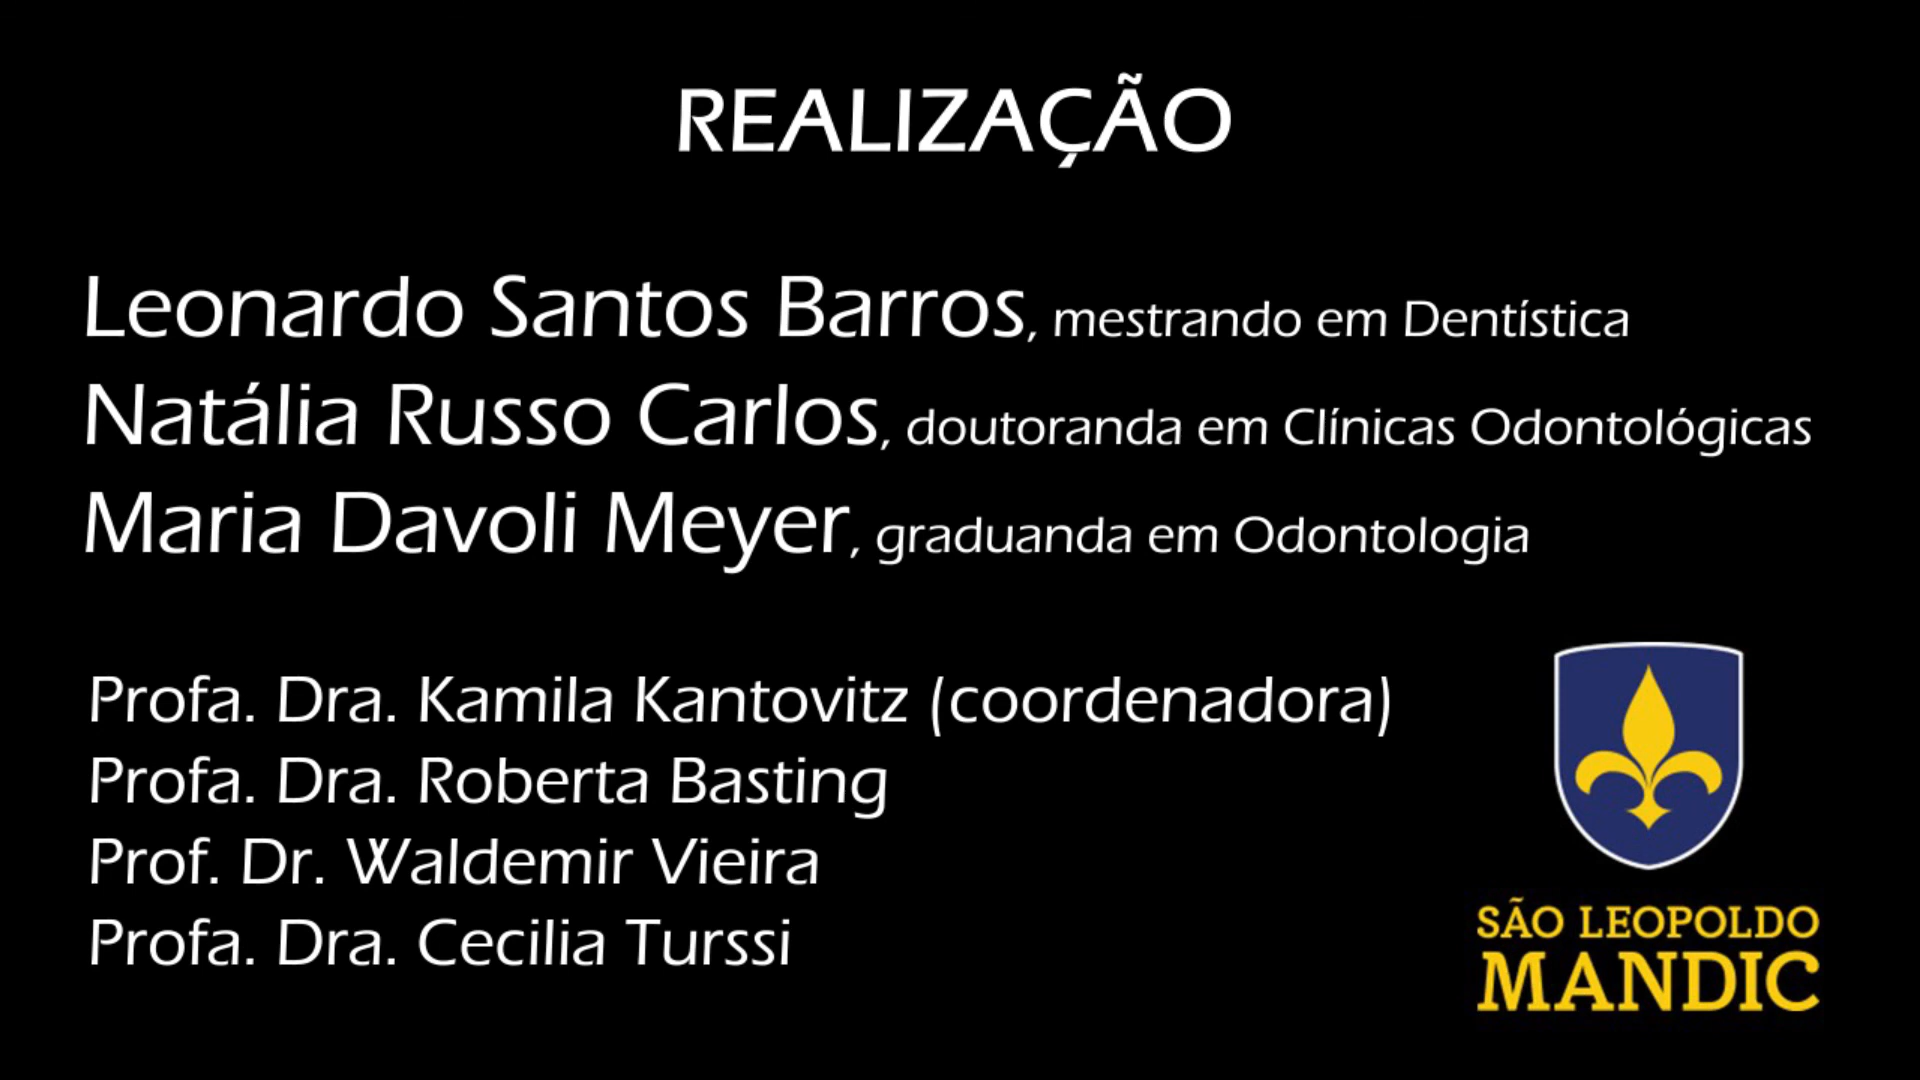 REALIZAÇÃO
Leonardo Santos Barros, mestrando em Dentística
Natália Russo Carlos, doutoranda em Clínicas Odontológicas
Maria Davoli Meyer, graduanda em Odontologia
Profa. Dra. Kamila Kantovitz (coordenadora)
Profa. Dra. Roberta Basting
Prof. Dr. Waldemir Vieira
Profa. Dra. Cecilia Turssi
SÃO LEOPOLDO
MANDIC